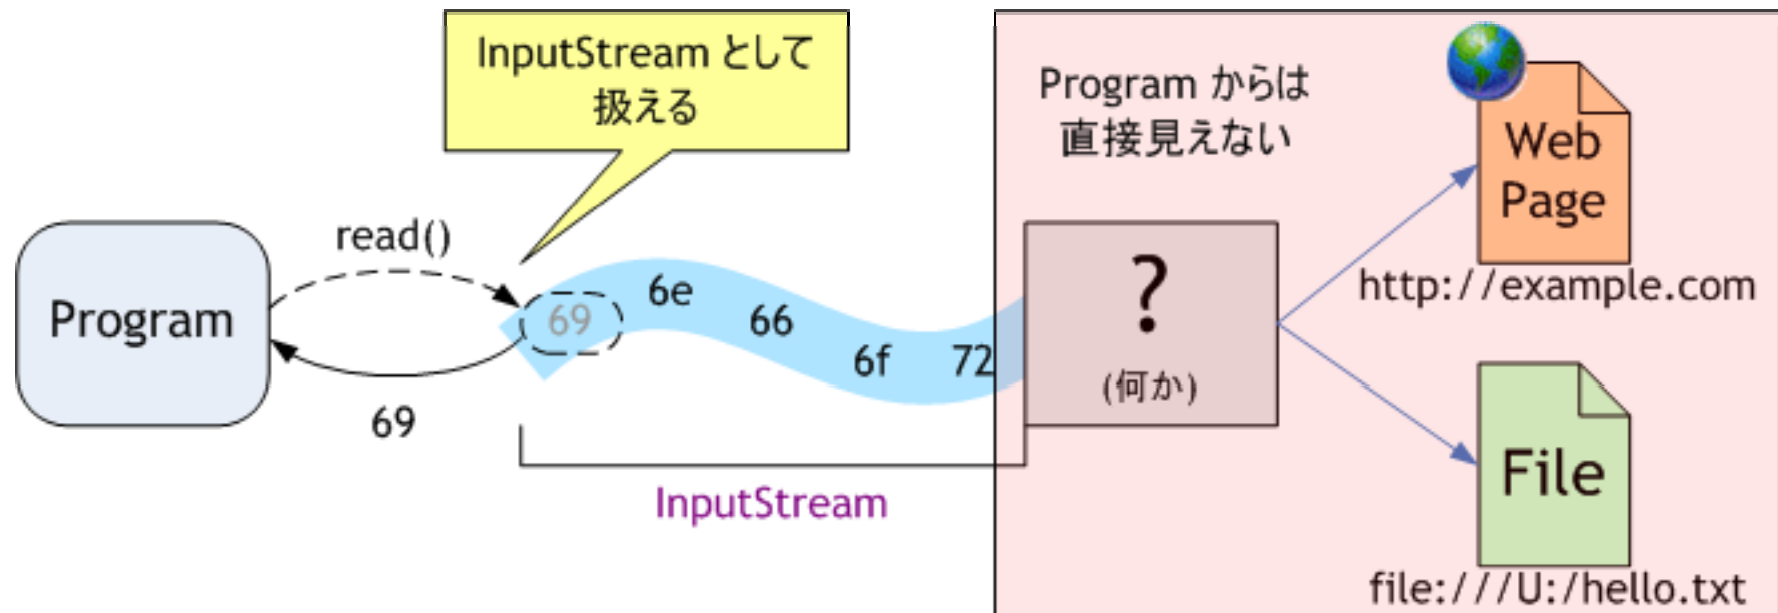 InputStream として
扱える
Program からは
直接見えない
Web
Page
http://example.com
read()
Program
69
6e
66
6f
72
69
?
(何か)
InputStream
File
file:///U:/hello.txt